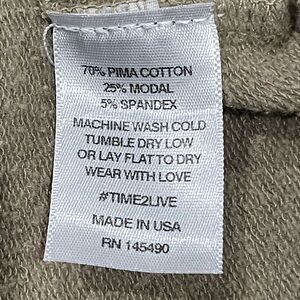 70% PIMA COTTON
25% MODAL
5% SPANDEX
MACHINE WASH COLD
TUMBLE DRY LOW
OR LAY FLAT TO DRY
WEAR WITH LOVE
#TIME2LIVE
MADE IN USA
RN 145490